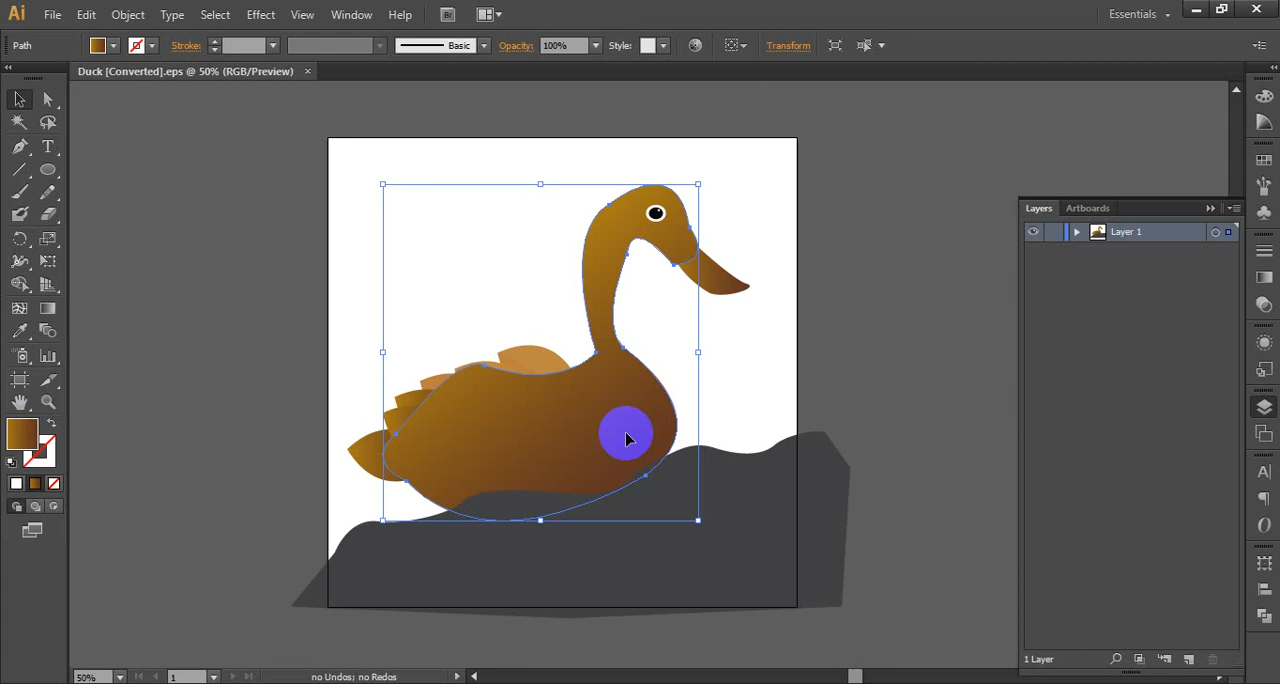 Ai File Edit Object Type Select Effect View Window Help Br Essentials
Path Stroke: Basic Opacity: 100% Style: Transform
Duck [Converted].eps @ 50% (RGB/Preview) ×
Layers Artboards
Layer 1
1 Layer
50% 1 no Undos; no Redos